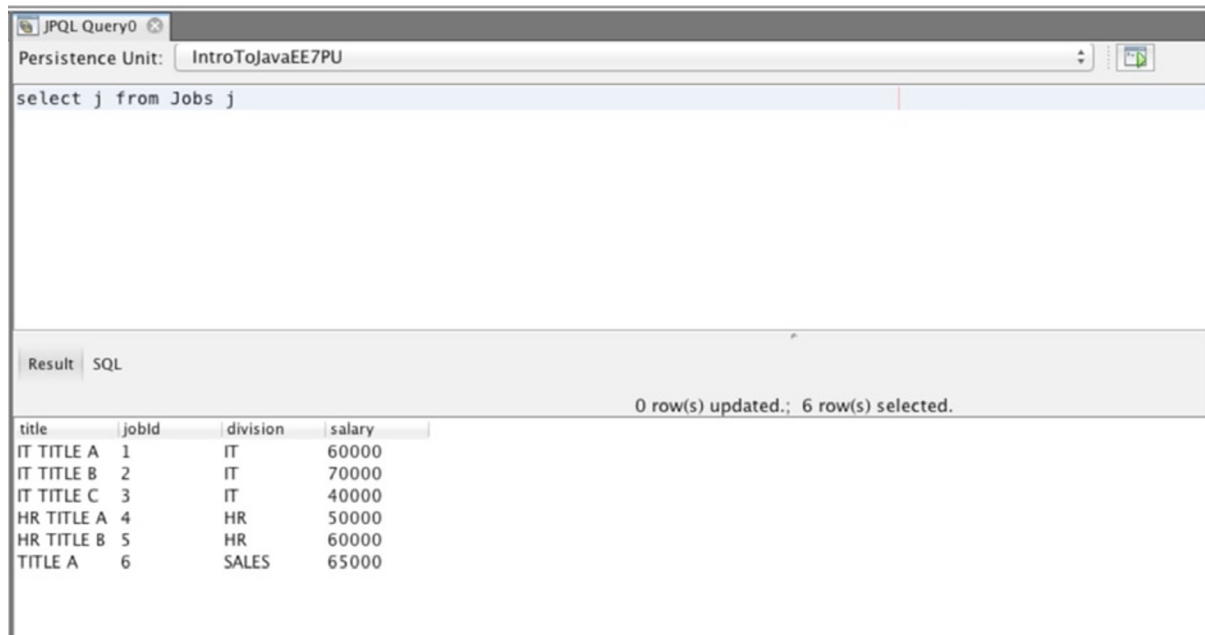 JPQL Query0
Persistence Unit: IntroToJavaEE7PU
select j from Jobs j
Result SQL
0 row(s) updated.; 6 row(s) selected.
title jobId division salary
IT TITLE A 1 IT 60000
IT TITLE B 2 IT 70000
IT TITLE C 3 IT 40000
HR TITLE A 4 HR 50000
HR TITLE B 5 HR 60000
TITLE A 6 SALES 65000